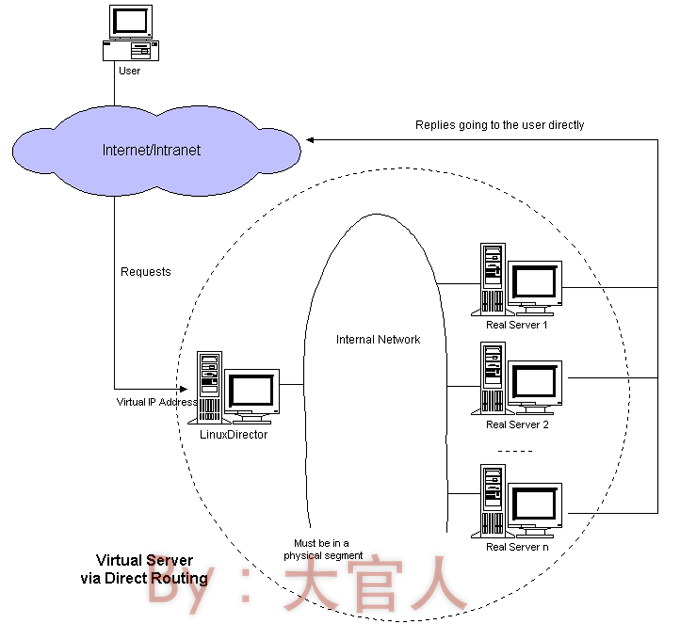 User
Internet/Intranet
Replies going to the user directly
Requests
Real Server 1
Internal Network
Virtual IP Address
LinuxDirector
Real Server 2
Real Server n
Must be in a
physical segment
Virtual Server
via Direct Routing
By：大官人